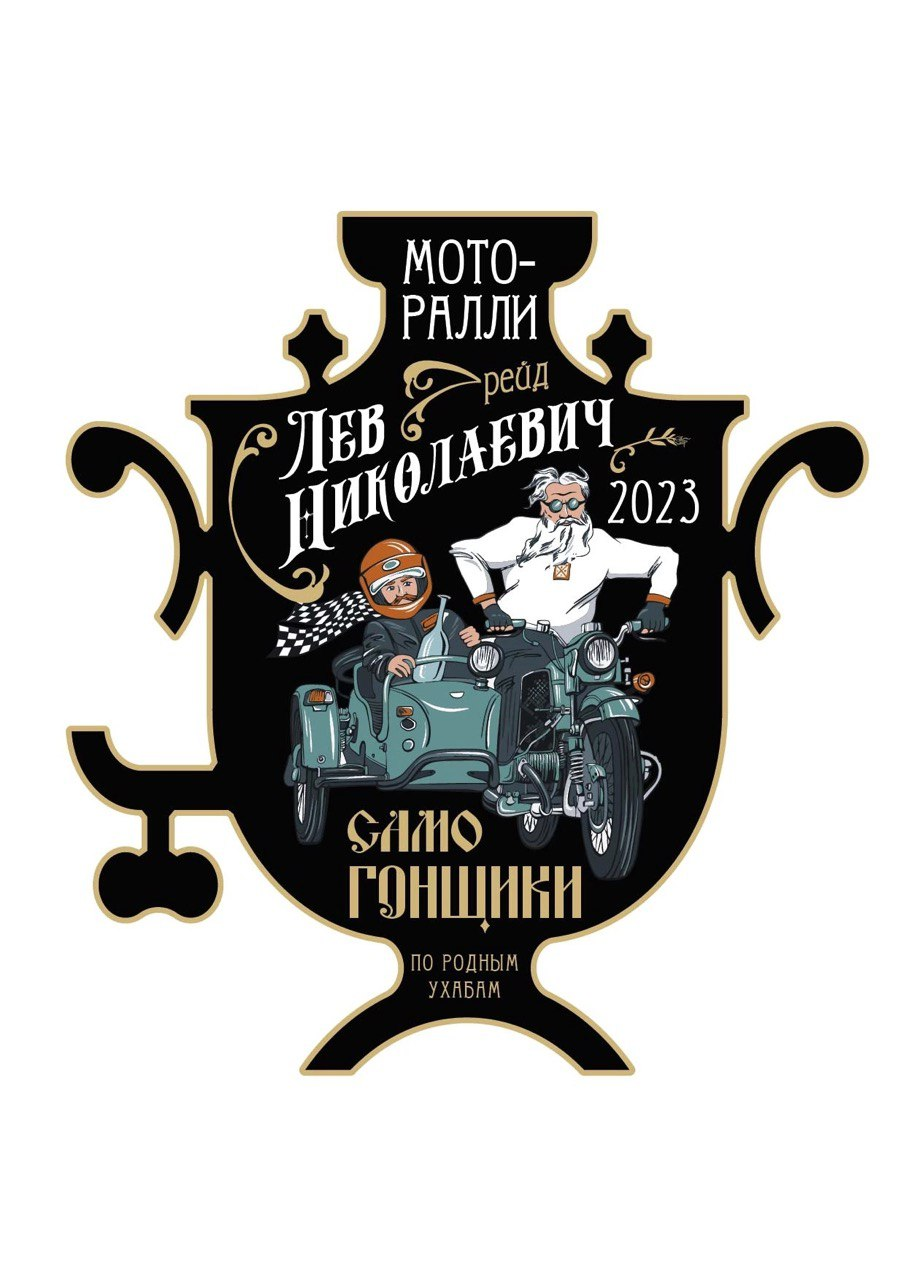 МОТО-
РАЛЛИ
рейд
ЛЕВ
НИКОЛАЕВИЧ
2023
САМО
ГОНЩИКИ
ПО РОДНЫМ
УХАБАМ